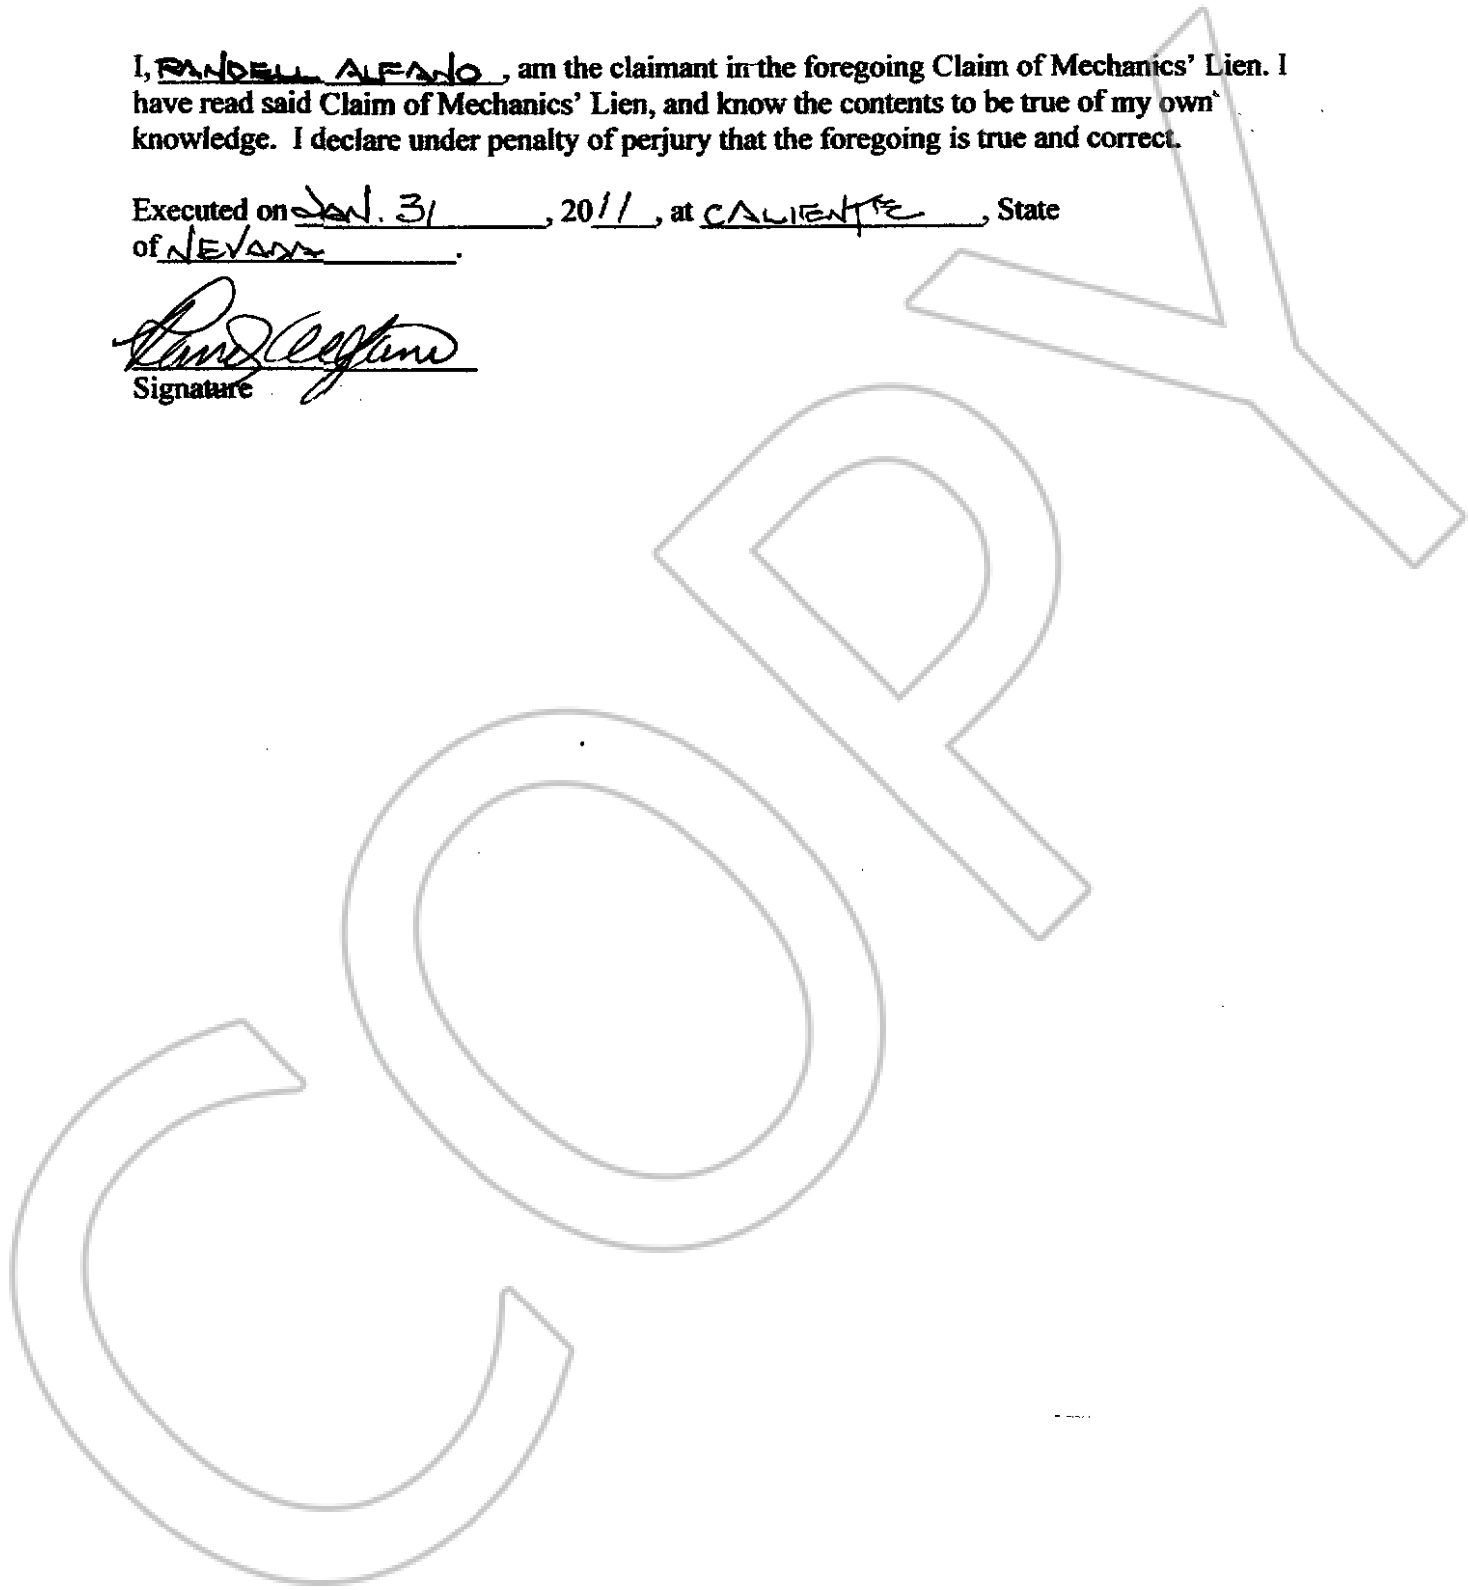 I, RANDELL ALFANO, am the claimant in the foregoing Claim of Mechanics' Lien. I
have read said Claim of Mechanics' Lien, and know the contents to be true of my own
knowledge. I declare under penalty of perjury that the foregoing is true and correct.
Executed on JAN. 31, 2011, at CALIENTE, State
of NEVADA.
Randy Alfano
Signature
COPY